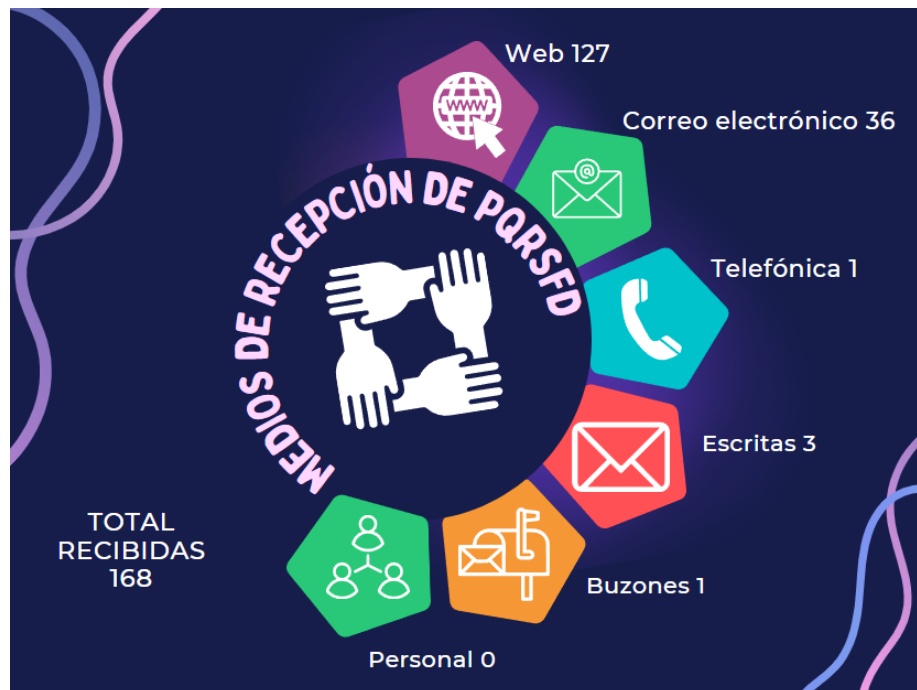 Web 127
Correo electrónico 36
MEDIOS DE RECEPCIÓN DE PQRSFD
WWW
@
Telefónica 1
Escritas 3
TOTAL
RECIBIDAS
168
Buzones 1
Personal 0